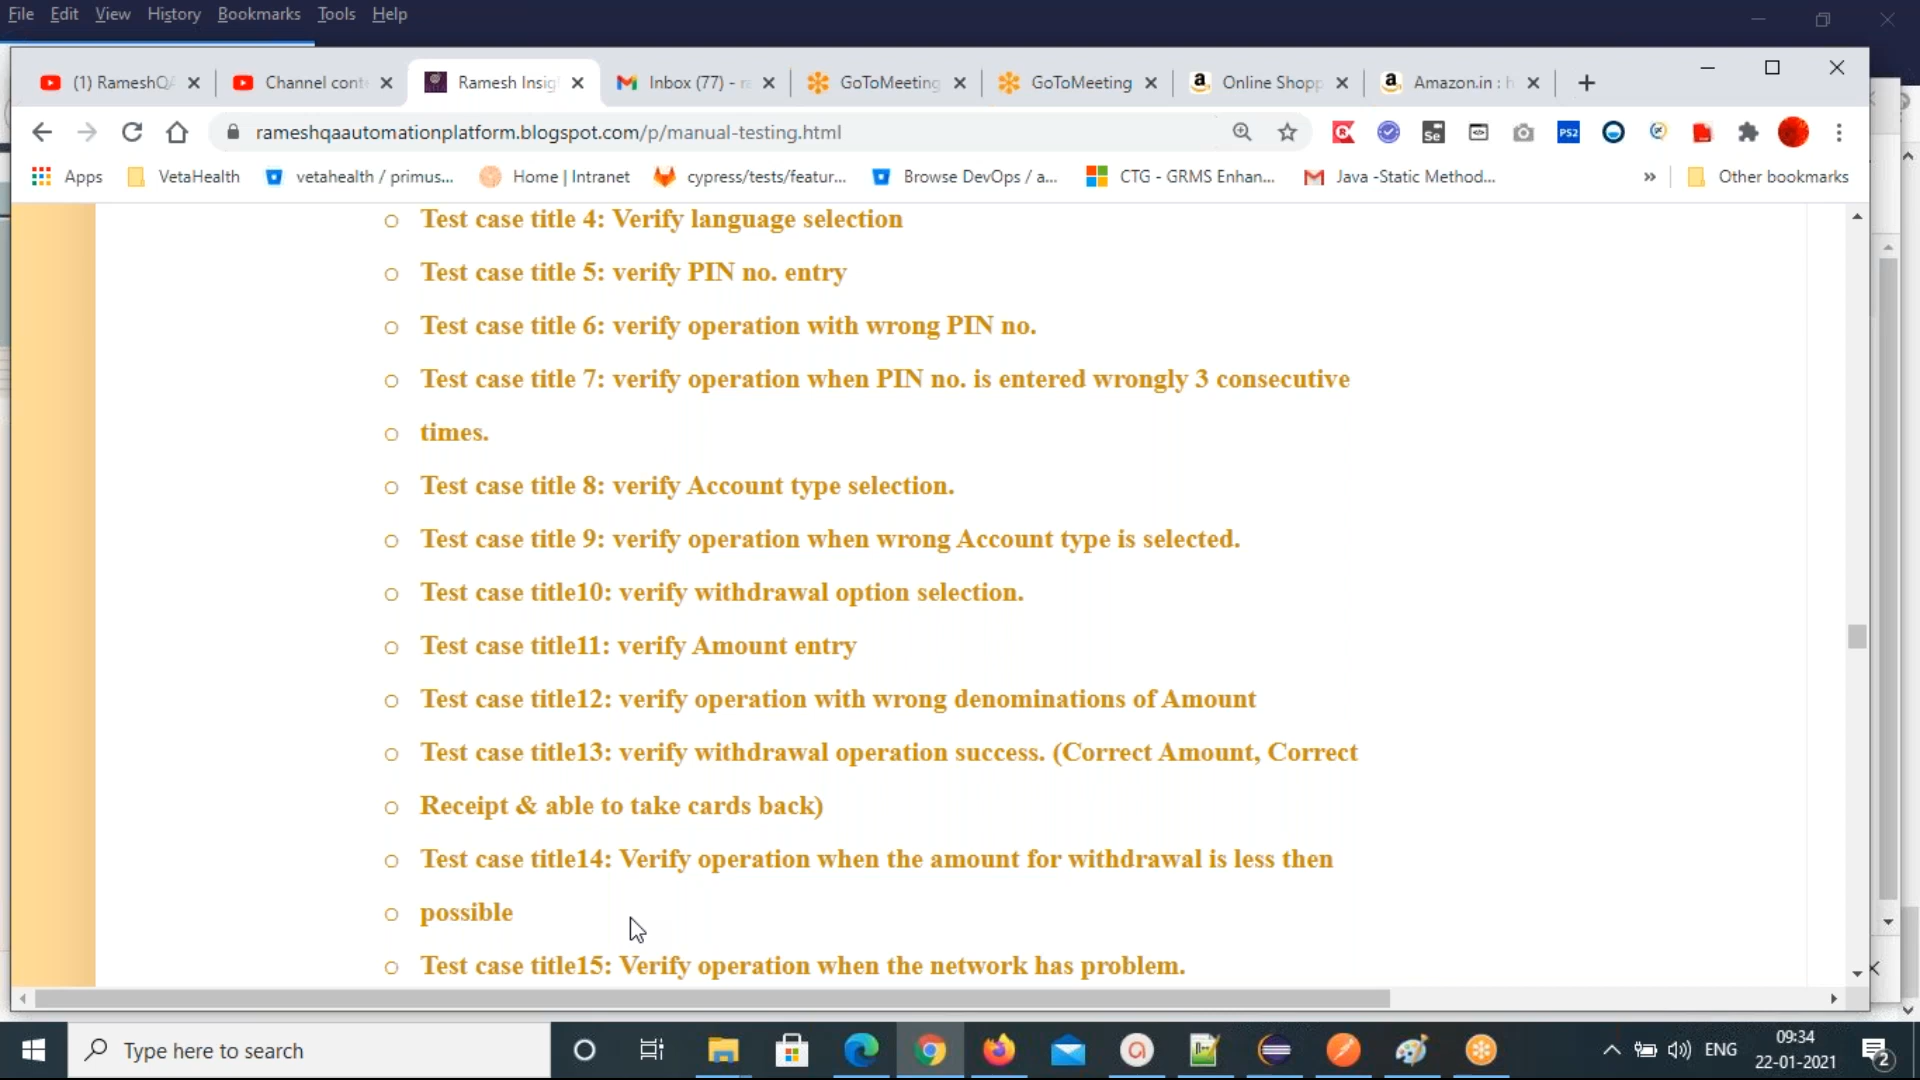 File Edit View History Bookmarks Tools Help
(1) RameshQA Channel cont Ramesh Insig Inbox (77) - ra GoToMeeting GoToMeeting Online Shopp Amazon.in : h
rameshqaautomationplatform.blogspot.com/p/manual-testing.html
Se PS2
Apps VetaHealth vetahealth / primus... Home | Intranet cypress/tests/featur... Browse DevOps / a... CTG - GRMS Enhan... Java -Static Method... » Other bookmarks
Test case title 4: Verify language selection
Test case title 5: verify PIN no. entry
Test case title 6: verify operation with wrong PIN no.
Test case title 7: verify operation when PIN no. is entered wrongly 3 consecutive
times.
Test case title 8: verify Account type selection.
Test case title 9: verify operation when wrong Account type is selected.
Test case title10: verify withdrawal option selection.
Test case title11: verify Amount entry
Test case title12: verify operation with wrong denominations of Amount
Test case title13: verify withdrawal operation success. (Correct Amount, Correct
Receipt & able to take cards back)
Test case title14: Verify operation when the amount for withdrawal is less then
possible
Test case title15: Verify operation when the network has problem.
Type here to search
ENG
09:34
22-01-2021
2